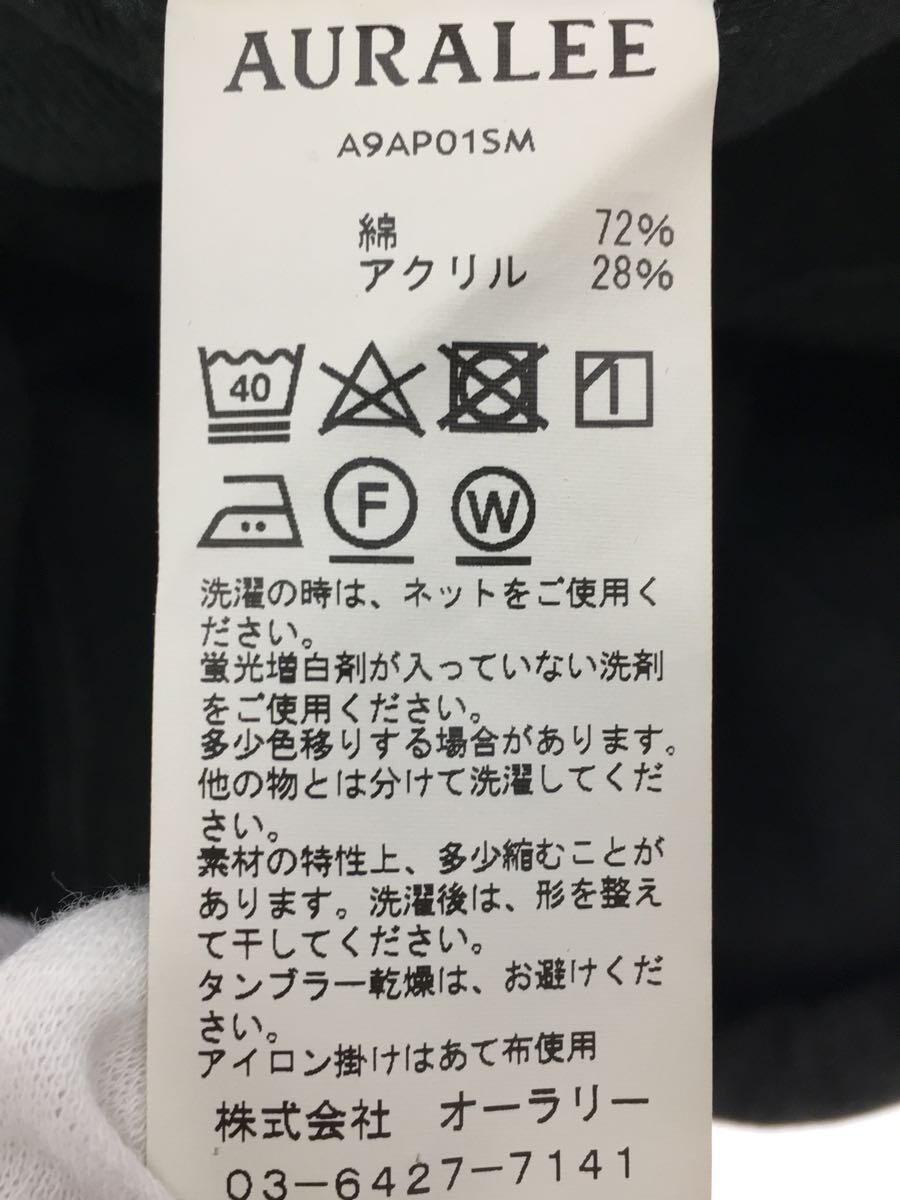 AURALEE
A9AP01SM
綿 72%
アクリル 28%
40
1
F W
洗濯の時は、ネットをご使用く
ださい。
蛍光増白剤が入っていない洗剤
をご使用ください。
多少色移りする場合があります。
他の物とは分けて洗濯してくだ
さい。
素材の特性上、多少縮むことが
あります。洗濯後は、形を整え
て干してください。
タンブラー乾燥は、お避けくだ
さい。
アイロン掛けはあて布使用
株式会社 オーラリー
03-6427-7141